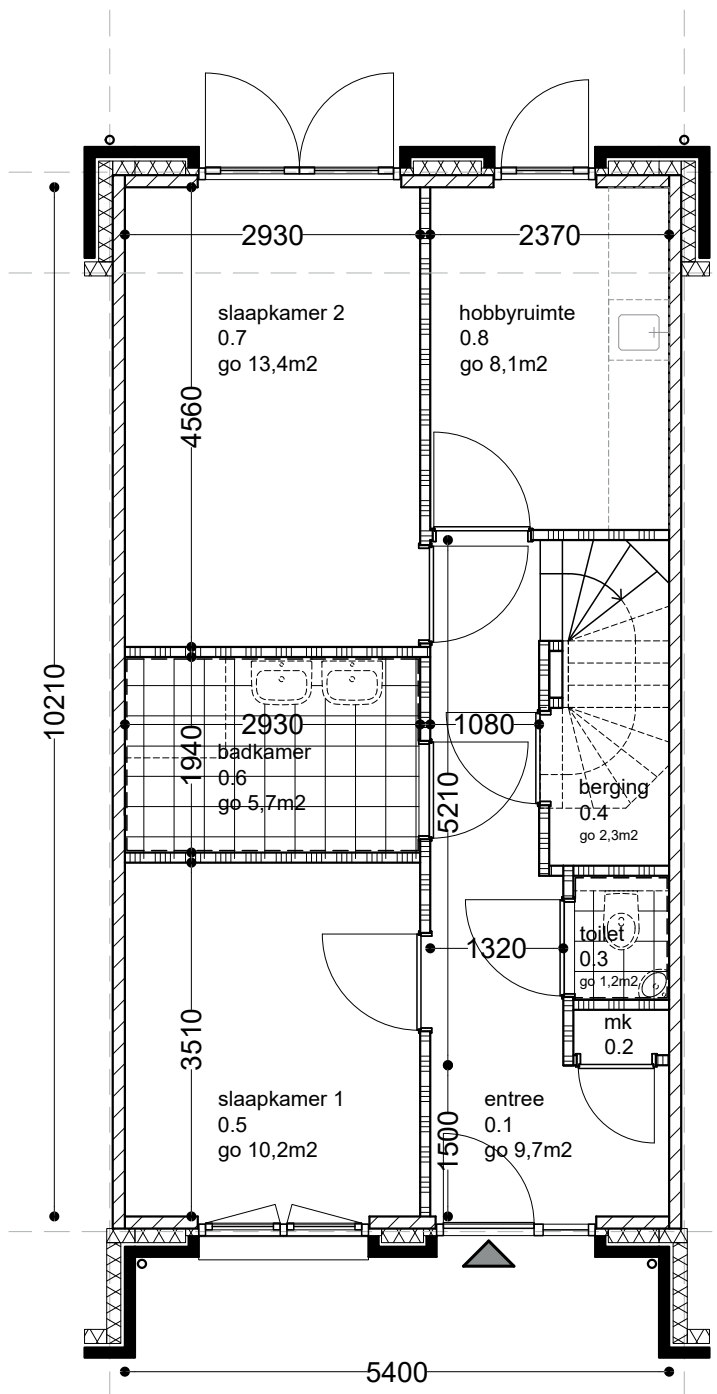 2930
2370
slaapkamer 2
0.7
go 13,4m2
hobbyruimte
0.8
go 8,1m2
4560
10210
2930
1080
1940
badkamer
0.6
go 5,7m2
5210
berging
0.4
go 2,3m2
1320
toilet
0.3
go 1,2m2
mk
0.2
3510
slaapkamer 1
0.5
go 10,2m2
entree
0.1
go 9,7m2
1500
5400